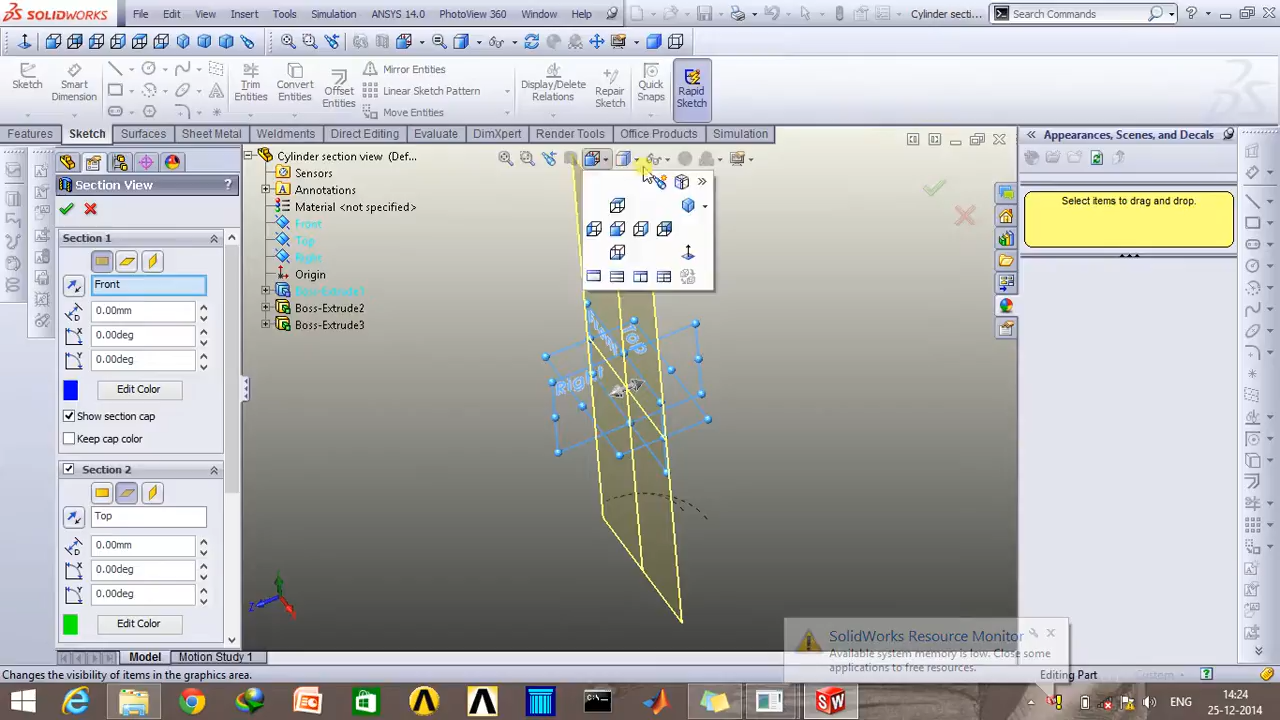 SOLIDWORKS
File Edit View Insert Tools Simulation ANSYS 14.0 PhotoView 360 Window Help
Cylinder secti...
Search Commands
Sketch
Smart Dimension
Trim Entities
Convert Entities
Offset Entities
Mirror Entities
Linear Sketch Pattern
Move Entities
Display/Delete Relations
Repair Sketch
Quick Snaps
Rapid Sketch
Features Sketch Surfaces Sheet Metal Weldments Direct Editing Evaluate DimXpert Render Tools Office Products Simulation
Appearances, Scenes, and Decals
Section View ?
Cylinder section view (Def...
Sensors
Annotations
Material <not specified>
Front
Top
Right
Origin
Boss-Extrude1
Boss-Extrude2
Boss-Extrude3
Select items to drag and drop.
Section 1
Front
0.00mm
0.00deg
0.00deg
Edit Color
Show section cap
Keep cap color
Section 2
Top
0.00mm
0.00deg
0.00deg
Edit Color
Front
Top
Right
SolidWorks Resource Monitor
Available system memory is low. Close some
applications to free resources.
Model Motion Study 1
Changes the visibility of items in the graphics area.
Editing Part
Custom
ENG
14:24
25-12-2014